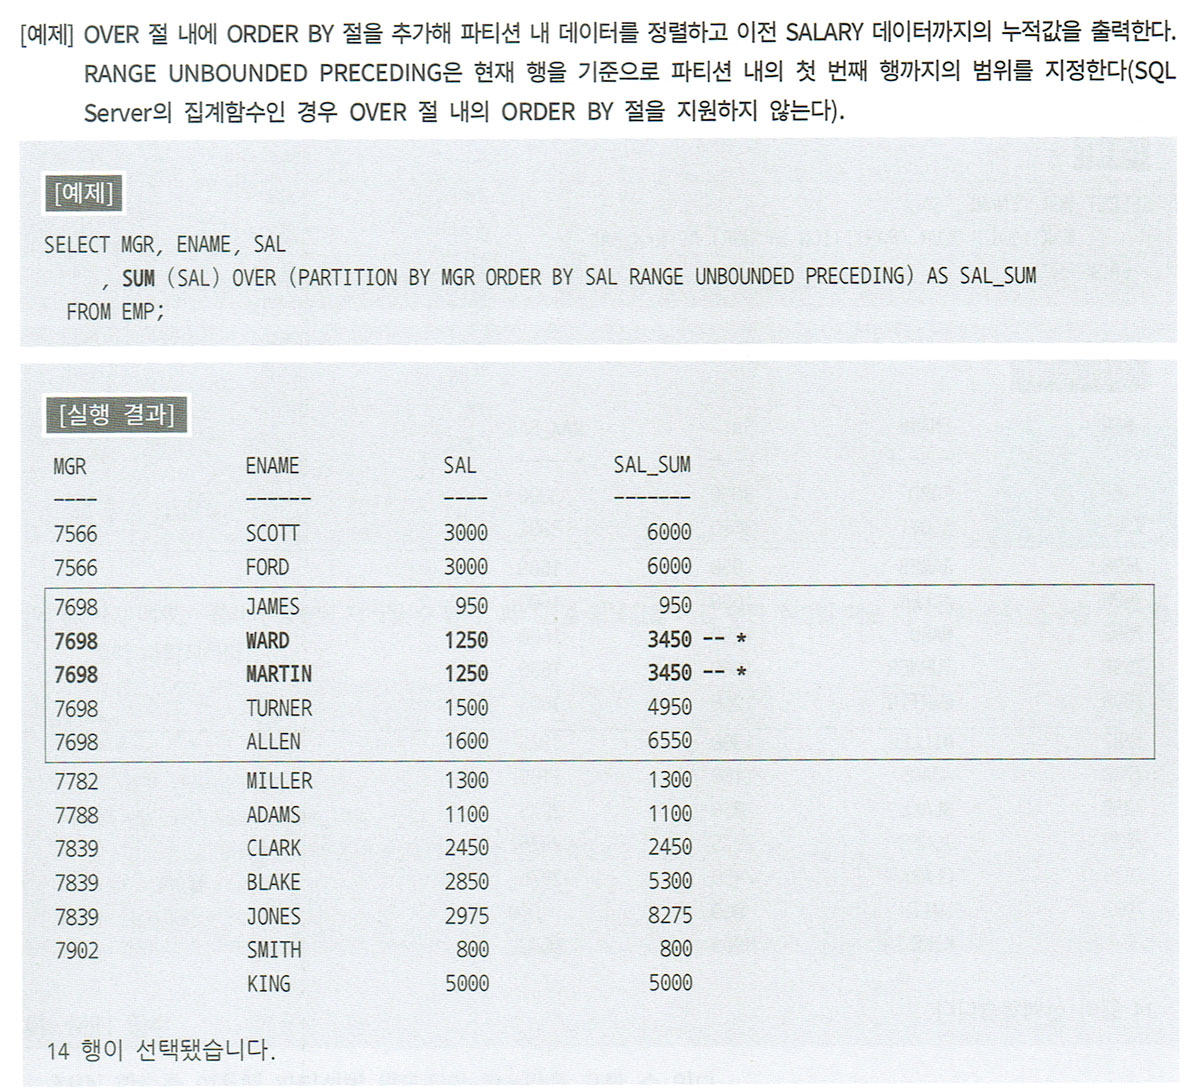 [예제] OVER 절 내에 ORDER BY 절을 추가해 파티션 내 데이터를 정렬하고 이전 SALARY 데이터까지의 누적값을 출력한다.
RANGE UNBOUNDED PRECEDING은 현재 행을 기준으로 파티션 내의 첫 번째 행까지의 범위를 지정한다(SQL
Server의 집계함수인 경우 OVER 절 내의 ORDER BY 절을 지원하지 않는다).
[예제]
SELECT MGR, ENAME, SAL
, SUM (SAL) OVER (PARTITION BY MGR ORDER BY SAL RANGE UNBOUNDED PRECEDING) AS SAL_SUM
FROM EMP;
[실행 결과]
MGR ENAME SAL SAL_SUM
---- ------ ---- -------
7566 SCOTT 3000 6000
7566 FORD 3000 6000
7698 JAMES 950 950
7698 WARD 1250 3450 -- *
7698 MARTIN 1250 3450 -- *
7698 TURNER 1500 4950
7698 ALLEN 1600 6550
7782 MILLER 1300 1300
7788 ADAMS 1100 1100
7839 CLARK 2450 2450
7839 BLAKE 2850 5300
7839 JONES 2975 8275
7902 SMITH 800 800
KING 5000 5000
14 행이 선택됐습니다.